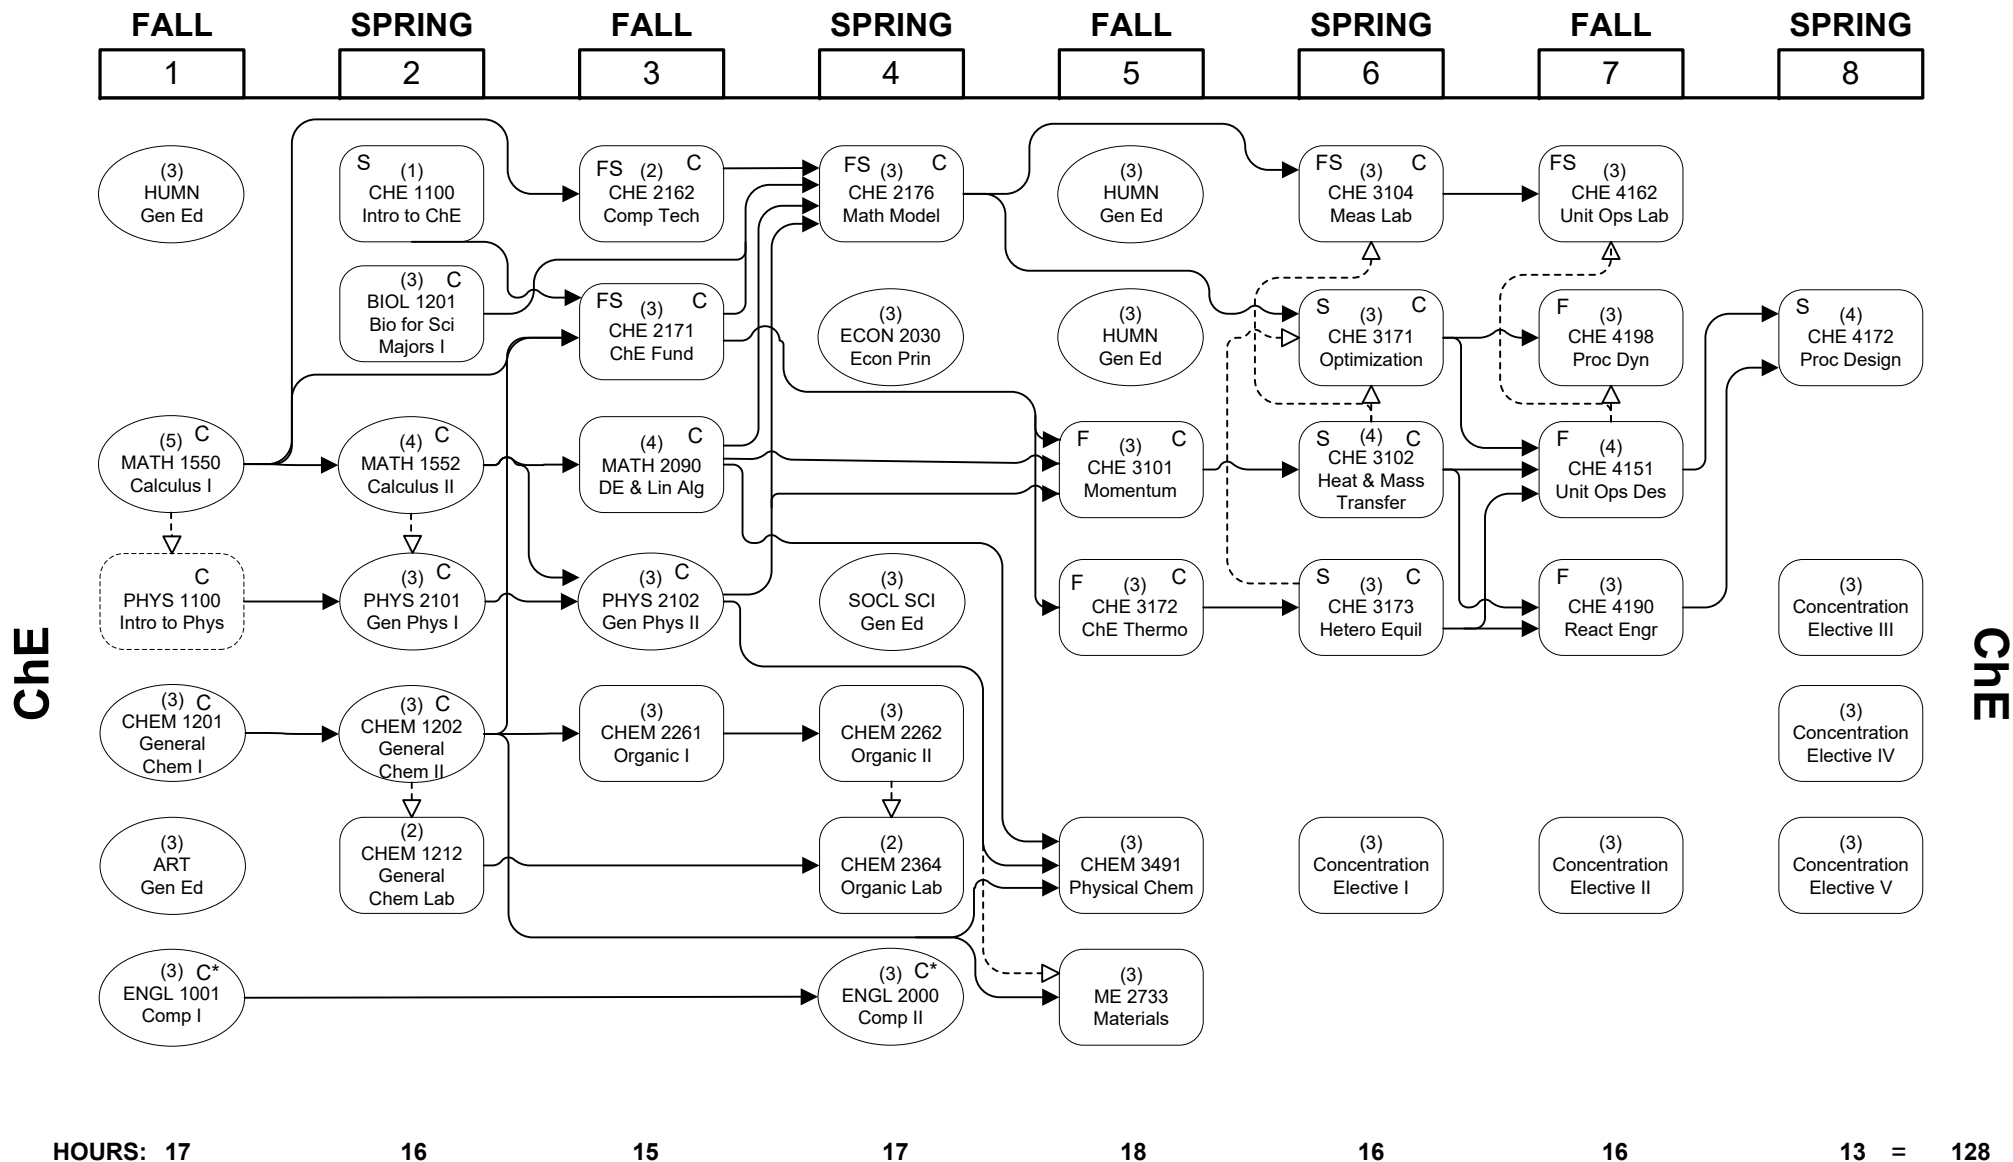 FALL SPRING FALL SPRING FALL SPRING FALL SPRING
1 2 3 4 5 6 7 8
(3)
HUMN
Gen Ed
S (1)
CHE 1100
Intro to ChE
FS (2) C
CHE 2162
Comp Tech
FS (3) C
CHE 2176
Math Model
(3)
HUMN
Gen Ed
FS (3) C
CHE 3104
Meas Lab
FS (3)
CHE 4162
Unit Ops Lab
(3) C
BIOL 1201
Bio for Sci
Majors I
FS (3) C
CHE 2171
ChE Fund
(3)
ECON 2030
Econ Prin
(3)
HUMN
Gen Ed
S (3) C
CHE 3171
Optimization
F (3)
CHE 4198
Proc Dyn
S (4)
CHE 4172
Proc Design
(5) C
MATH 1550
Calculus I
(4) C
MATH 1552
Calculus II
(4) C
MATH 2090
DE & Lin Alg
F (3) C
CHE 3101
Momentum
S (4) C
CHE 3102
Heat & Mass
Transfer
F (4)
CHE 4151
Unit Ops Des
C
PHYS 1100
Intro to Phys
(3) C
PHYS 2101
Gen Phys I
(3) C
PHYS 2102
Gen Phys II
(3)
SOCL SCI
Gen Ed
F (3) C
CHE 3172
ChE Thermo
S (3) C
CHE 3173
Hetero Equil
F (3)
CHE 4190
React Engr
(3)
Concentration
Elective III
ChE
ChE
(3) C
CHEM 1201
General
Chem I
(3) C
CHEM 1202
General
Chem II
(3)
CHEM 2261
Organic I
(3)
CHEM 2262
Organic II
(3)
Concentration
Elective IV
(3)
ART
Gen Ed
(2)
CHEM 1212
General
Chem Lab
(2)
CHEM 2364
Organic Lab
(3)
CHEM 3491
Physical Chem
(3)
Concentration
Elective I
(3)
Concentration
Elective II
(3)
Concentration
Elective V
(3) C*
ENGL 1001
Comp I
(3) C*
ENGL 2000
Comp II
(3)
ME 2733
Materials
HOURS: 17 16 15 17 18 16 16 13 = 128